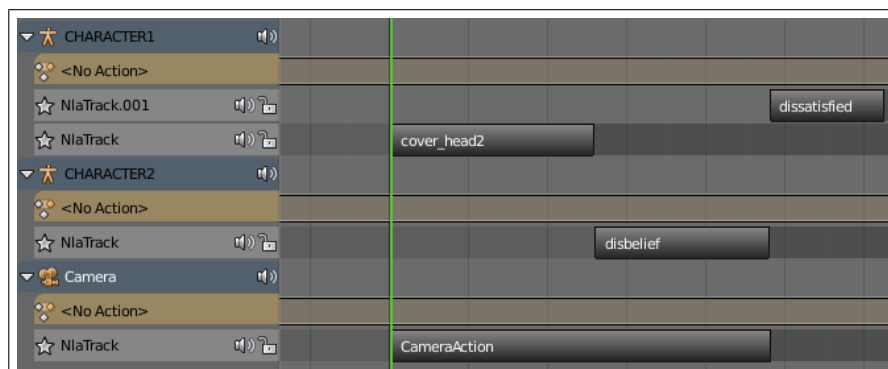 CHARACTER1
<No Action>
NlaTrack.001 dissatisfied
NlaTrack cover_head2
CHARACTER2
<No Action>
NlaTrack disbelief
Camera
<No Action>
NlaTrack CameraAction